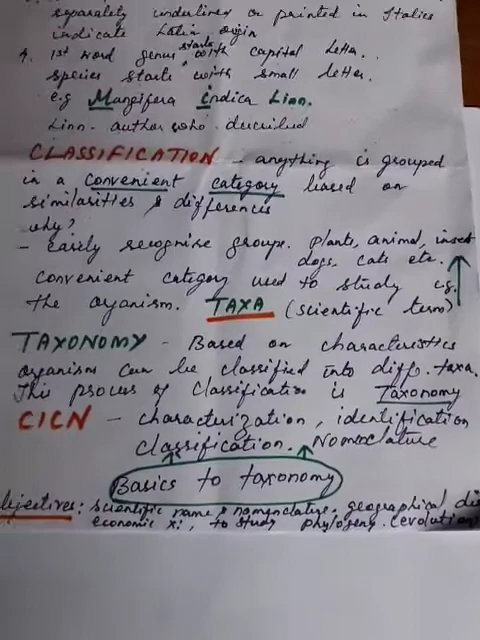 separately underlined or printed in Italics
indicate Latin origin
4. 1st word genus starts with capital letter.
species starts with small letter.
e.g Mangifera indica Linn.
Linn. author who described
CLASSIFICATION - anything is grouped
in a convenient category based on
similarities & differences
why?
- easily recognise groups. plants, animal, insect
dogs, cats etc.
convenient category used to study e.g.
the organism. TAXA (scientific term)
TAXONOMY - Based on characteristics
organism can be classified into diff. taxa.
This process of classification is Taxonomy
CICN - characterization, identification
classification. Nomeclature
Basics to taxonomy
bjectives: scientific name & nomenclature. geographical dis
economic to study phylogeny. (evolution)